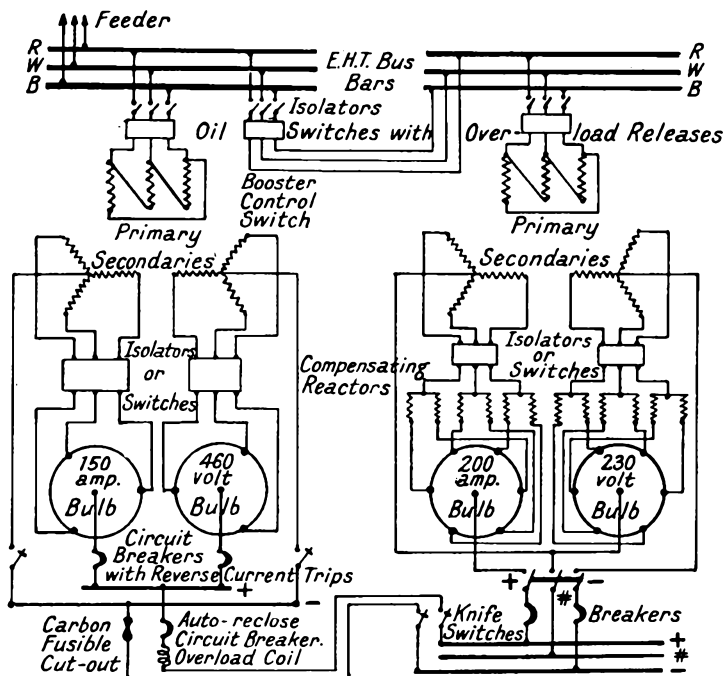 Feeder
R
W
B
E.H.T. Bus
Bars
R
W
B
Isolators
Oil
Switches with
Over-
load Releases
Booster
Control
Switch
Primary
Primary
Secondaries
Secondaries
Isolators
or
Switches
Compensating
Reactors
Isolators
or
Switches
150
amp.
Bulb
460
volt
Bulb
200
amp.
Bulb
230
volt
Bulb
Circuit
Breakers
with Reverse Current Trips
+
-
+
#
-
Carbon
Fusible
Cut-out
Auto-reclose
Circuit Breaker.
Overload Coil
Knife
Switches
Breakers
+
#
-